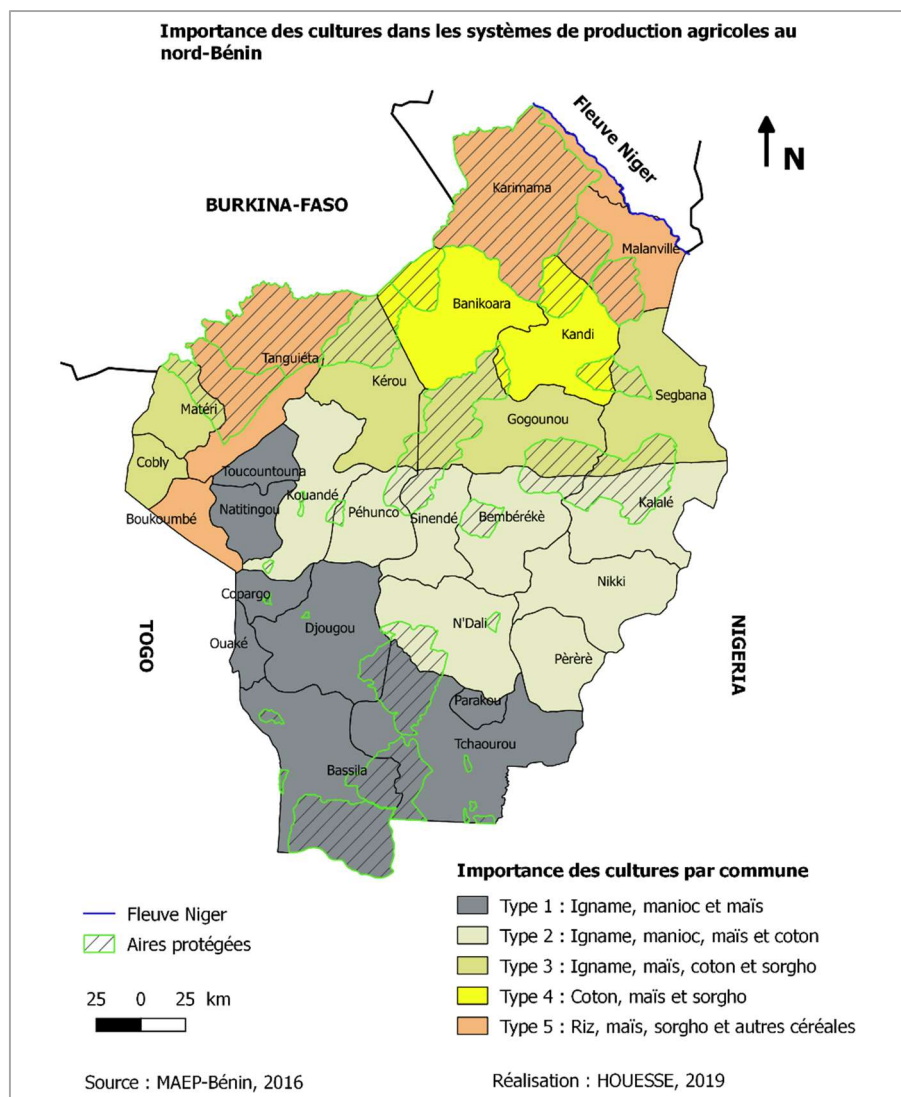 Importance des cultures dans les systèmes de production agricoles au
nord-Bénin
Fleuve Niger
N
BURKINA-FASO
Karimama
Malanville
Banikoara
Kandi
Tanguiéta
Kérou
Segbana
Matéri
Gogounou
Cobly
Toucountouna
Kouandé
Natitingou
Péhunco
Sinendé
Bembérékè
Kalalé
Boukoumbé
Nikki
Copargo
Djougou
N'Dali
Ouaké
Pèrèrè
TOGO
NIGERIA
Parakou
Tchaourou
Bassila
Importance des cultures par commune
Type 1 : Igname, manioc et maïs
Type 2 : Igname, manioc, maïs et coton
Type 3 : Igname, maïs, coton et sorgho
Type 4 : Coton, maïs et sorgho
Type 5 : Riz, maïs, sorgho et autres céréales
Fleuve Niger
Aires protégées
25 0 25 km
Source : MAEP-Bénin, 2016
Réalisation : HOUESSE, 2019